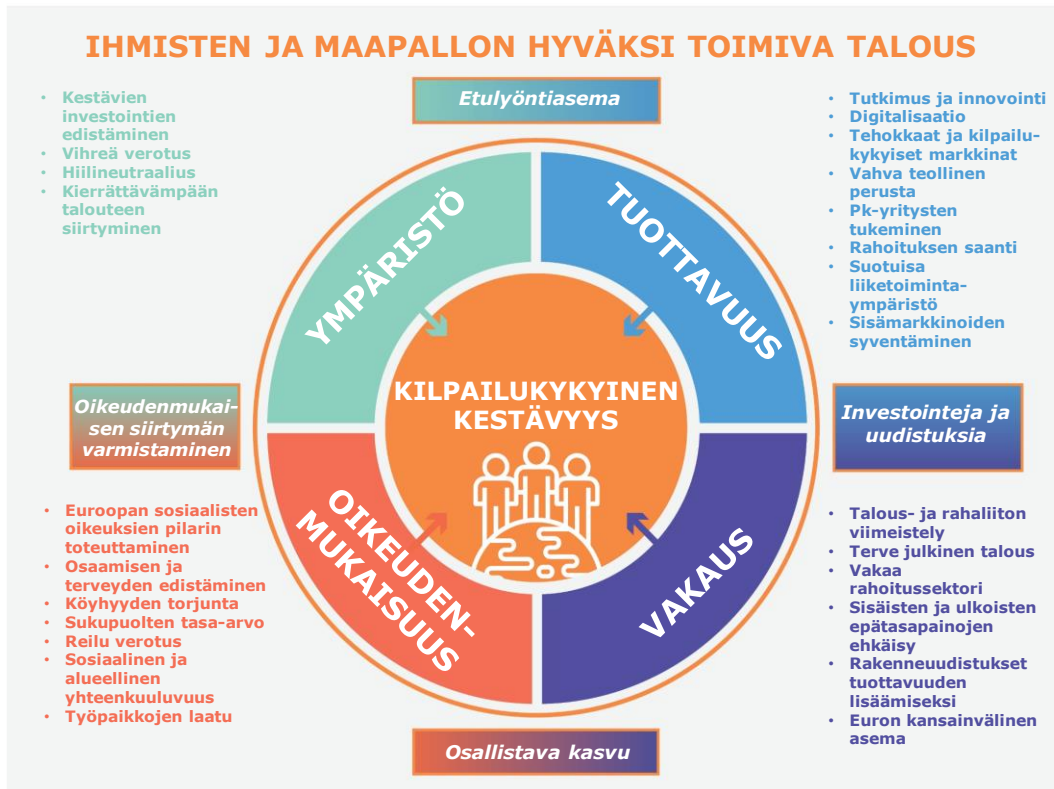 IHMISTEN JA MAAPALLON HYVÄKSI TOIMIVA TALOUS
Etulyöntiasema
• Kestävien
investointien
edistäminen
• Vihreä verotus
• Hiilineutraalius
• Kierrättävämpään
talouteen
siirtyminen
• Tutkimus ja innovointi
• Digitalisaatio
• Tehokkaat ja kilpailu-
kykyiset markkinat
• Vahva teollinen
perusta
• Pk-yritysten
tukeminen
• Rahoituksen saanti
• Suotuisa
liiketoiminta-
ympäristö
• Sisämarkkinoiden
syventäminen
YMPÄRISTÖ
TUOTTAVUUS
KILPAILUKYKYINEN
KESTÄVYYS
Oikeudenmukai-
sen siirtymän
varmistaminen
Investointeja ja
uudistuksia
OIKEUDEN-
MUKAISUUS
VAKAUS
• Euroopan sosiaalisten
oikeuksien pilarin
toteuttaminen
• Osaamisen ja
terveyden edistäminen
• Köyhyyden torjunta
• Sukupuolten tasa-arvo
• Reilu verotus
• Sosiaalinen ja
alueellinen
yhteenkuuluvuus
• Työpaikkojen laatu
• Talous- ja rahaliiton
viimeistely
• Terve julkinen talous
• Vakaa
rahoitussektori
• Sisäisten ja ulkoisten
epätasapainojen
ehkäisy
• Rakenneuudistukset
tuottavuuden
lisäämiseksi
• Euron kansainvälinen
asema
Osallistava kasvu